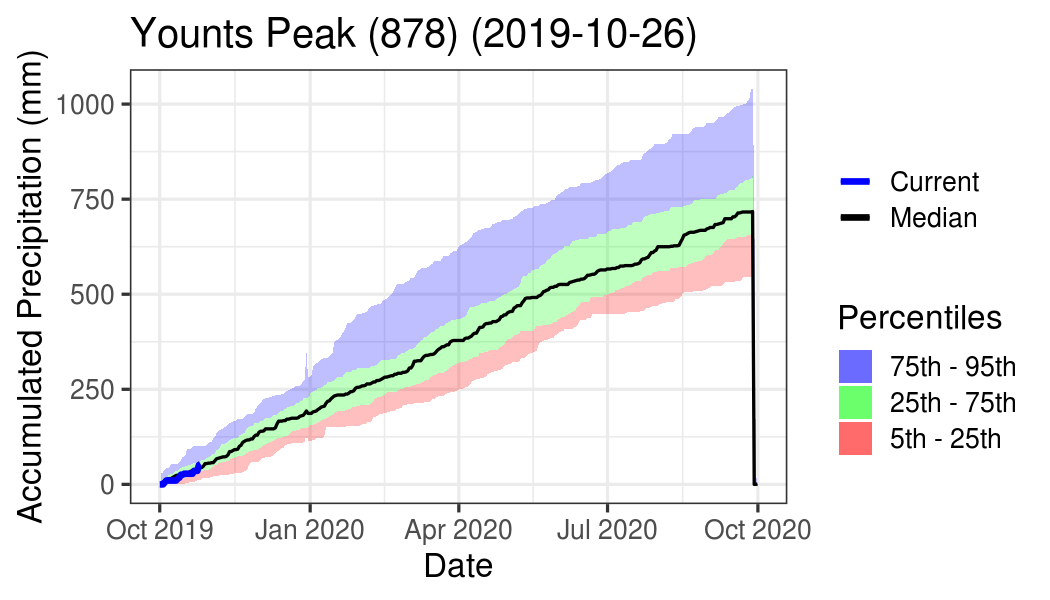 Younts Peak (878) (2019-10-26)
Accumulated Precipitation (mm)
1000
750
500
250
0
Oct 2019
Jan 2020
Apr 2020
Jul 2020
Oct 2020
Date
Current
Median
Percentiles
75th - 95th
25th - 75th
5th - 25th